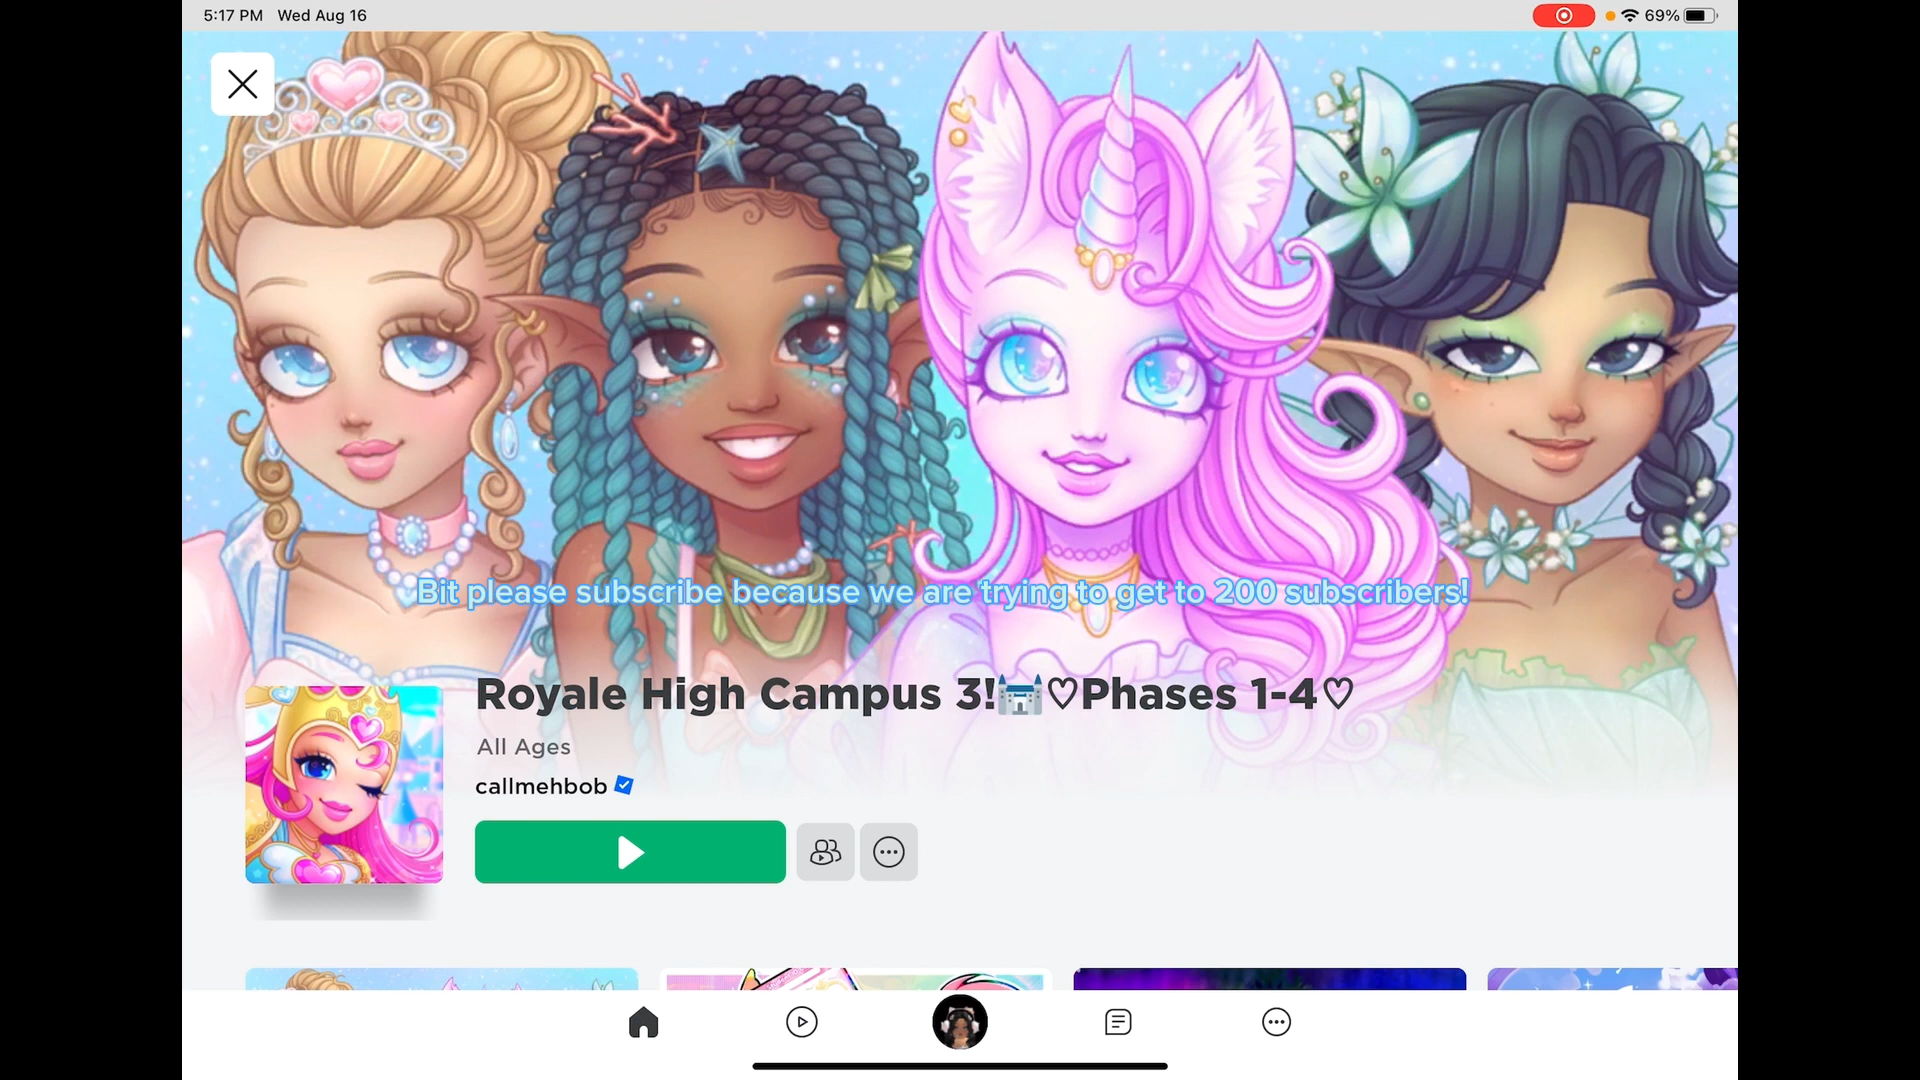 5:17 PM Wed Aug 16
69%
Bit please subscribe because we are trying to get to 200 subscribers!
Royale High Campus 3!🏰♡Phases 1-4♡
All Ages
callmehbob